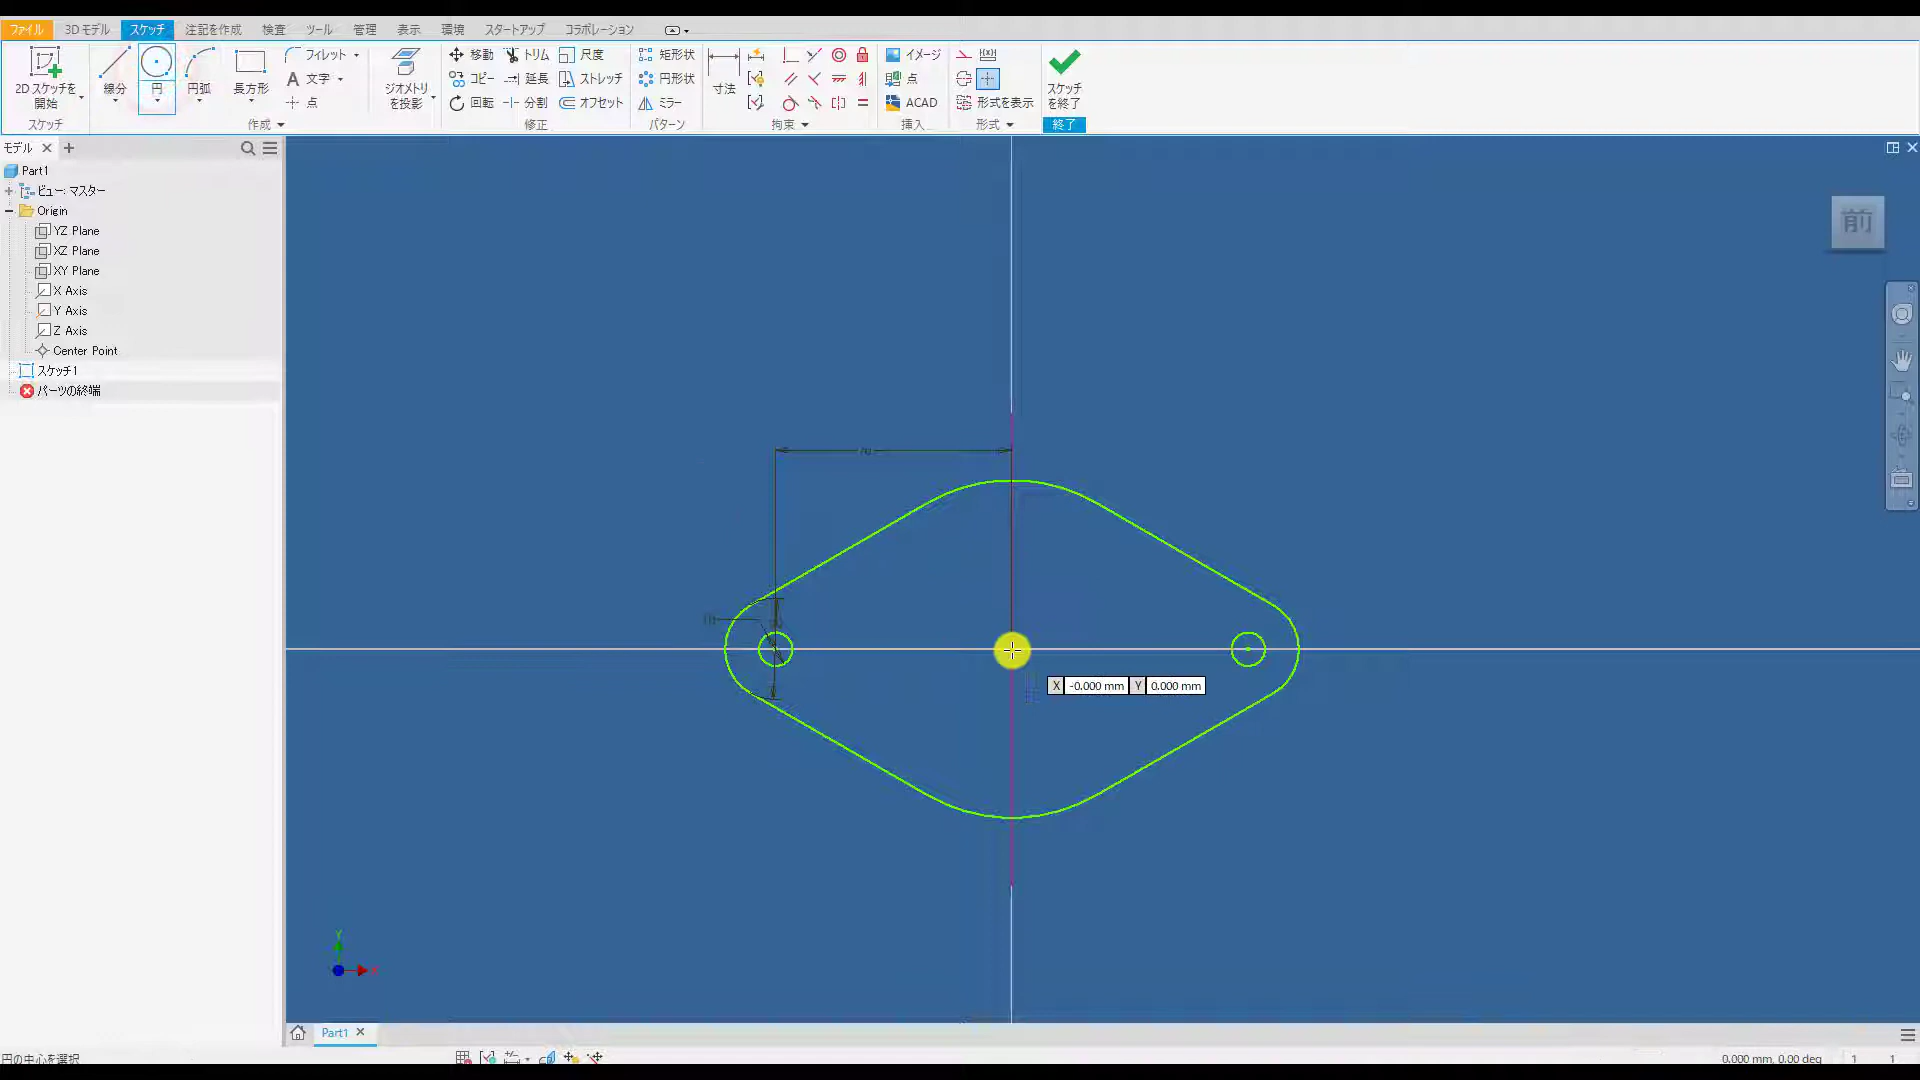 ファイル 3D モデル スケッチ 注記を作成 検査 ツール 管理 表示 環境 スタートアップ コラボレーション
2D スケッチを
開始
線分
円
円弧
長方形
フィレット
文字
点
ジオメトリ
を投影
移動 トリム 尺度
コピー 延長 ストレッチ
回転 分割 オフセット
矩形状
円形状
ミラー
寸法
イメージ
点
ACAD
形式を表示
スケッチ
を終了
スケッチ 作成 修正 パターン 拘束 挿入 形式 終了
モデル
Part1
ビュー: マスター
Origin
YZ Plane
XZ Plane
XY Plane
X Axis
Y Axis
Z Axis
Center Point
スケッチ1
パーツの終端
前
70
X -0.000 mm Y 0.000 mm
Y
X
Part1
円の中心を選択
0.000 mm, 0.00 deg 1 1